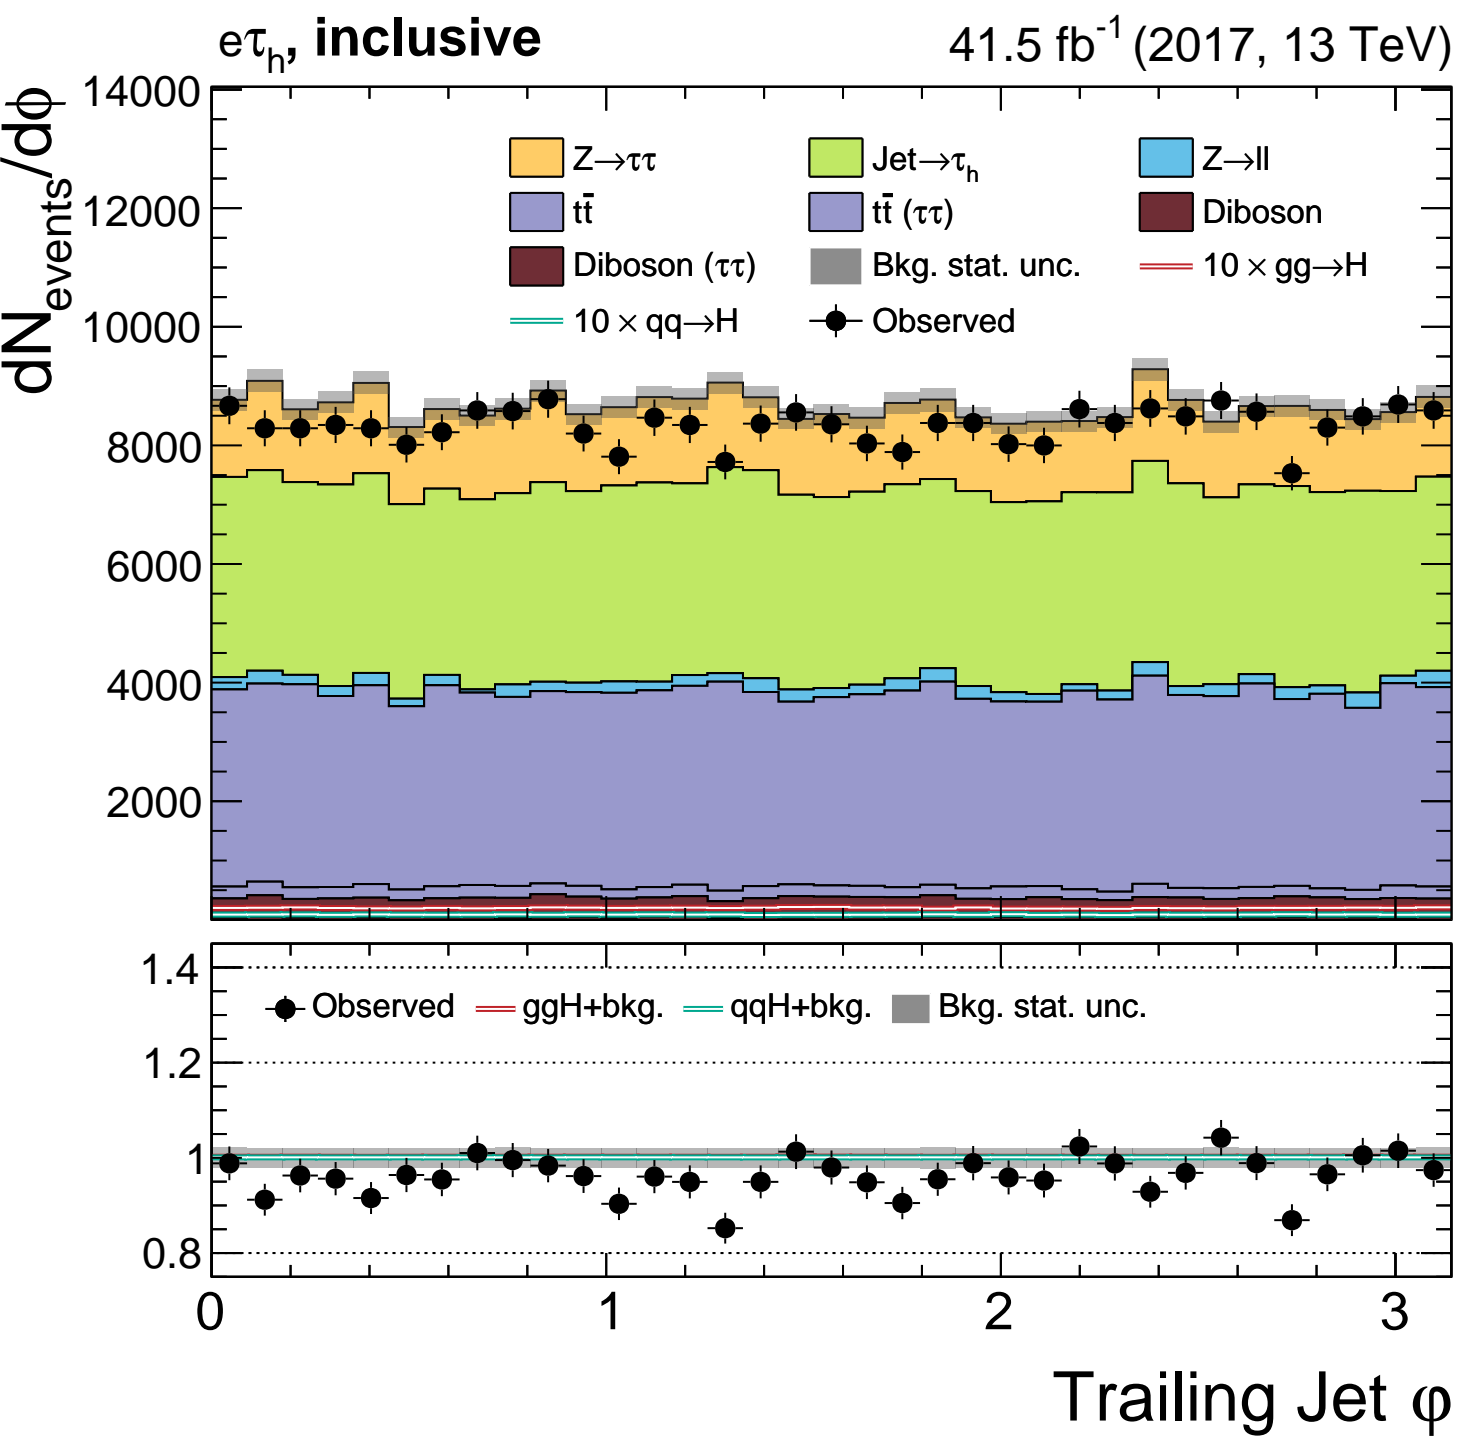 eτh, inclusive 41.5 fb-1 (2017, 13 TeV)
dNevents/dϕ
14000
12000
10000
8000
6000
4000
2000
Z→ττ Jet→τh Z→ll
tt̄ tt̄ (ττ) Diboson
Diboson (ττ) Bkg. stat. unc. 10 × gg→H
10 × qq→H Observed
1.4
1.2
1
0.8
Observed ggH+bkg. qqH+bkg. Bkg. stat. unc.
0 1 2 3
Trailing Jet φ